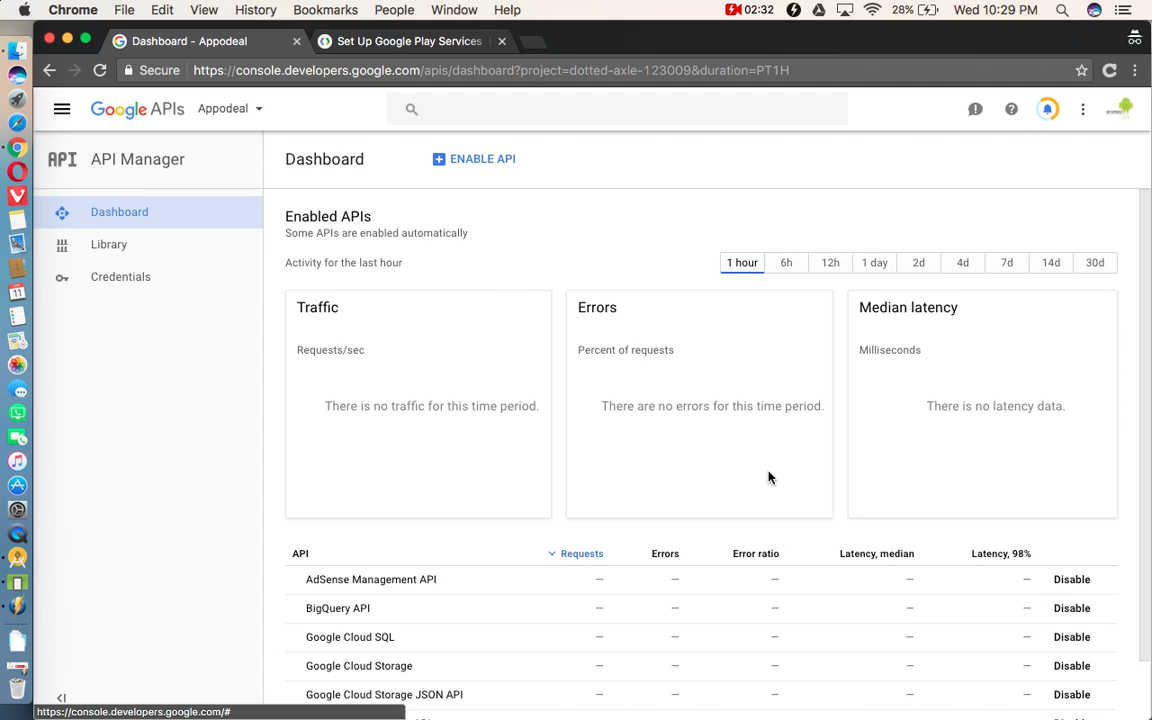 Chrome File Edit View History Bookmarks People Window Help 02:32 28% Wed 10:29 PM
Dashboard - Appodeal Set Up Google Play Services
Secure https://console.developers.google.com/apis/dashboard?project=dotted-axle-123009&duration=PT1H
Google APIs Appodeal
API API Manager Dashboard ENABLE API
Dashboard
Library
Credentials
Enabled APIs
Some APIs are enabled automatically
Activity for the last hour 1 hour 6h 12h 1 day 2d 4d 7d 14d 30d
Traffic Errors Median latency
Requests/sec Percent of requests Milliseconds
There is no traffic for this time period. There are no errors for this time period. There is no latency data.
API Requests Errors Error ratio Latency, median Latency, 98%
AdSense Management API – – – – – Disable
BigQuery API – – – – – Disable
Google Cloud SQL – – – – – Disable
Google Cloud Storage – – – – – Disable
Google Cloud Storage JSON API – – – – – Disable
https://console.developers.google.com/#